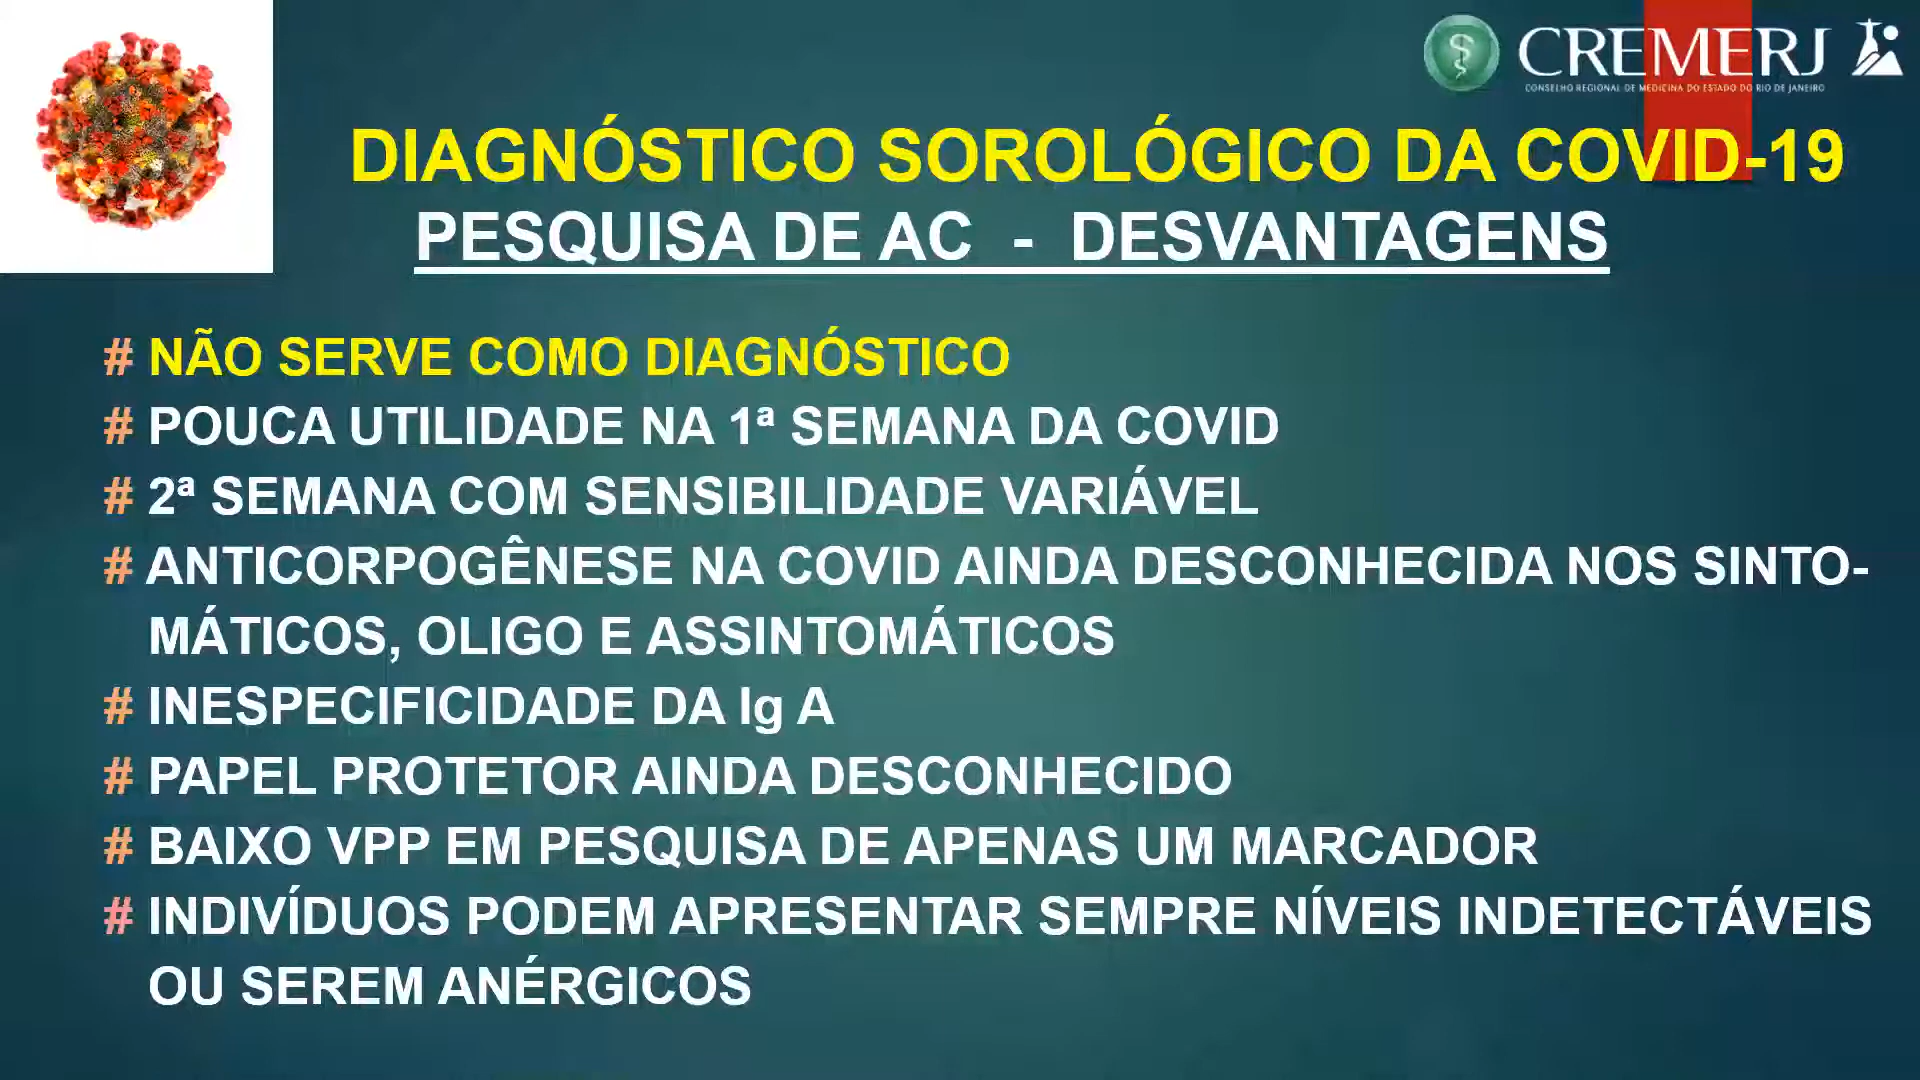 CREMERJ
CONSELHO REGIONAL DE MEDICINA DO ESTADO DO RIO DE JANEIRO
DIAGNÓSTICO SOROLÓGICO DA COVID-19
PESQUISA DE AC - DESVANTAGENS
# NÃO SERVE COMO DIAGNÓSTICO
# POUCA UTILIDADE NA 1ª SEMANA DA COVID
# 2ª SEMANA COM SENSIBILIDADE VARIÁVEL
# ANTICORPOGÊNESE NA COVID AINDA DESCONHECIDA NOS SINTO-
MÁTICOS, OLIGO E ASSINTOMÁTICOS
# INESPECIFICIDADE DA Ig A
# PAPEL PROTETOR AINDA DESCONHECIDO
# BAIXO VPP EM PESQUISA DE APENAS UM MARCADOR
# INDIVÍDUOS PODEM APRESENTAR SEMPRE NÍVEIS INDETECTÁVEIS
OU SEREM ANÉRGICOS